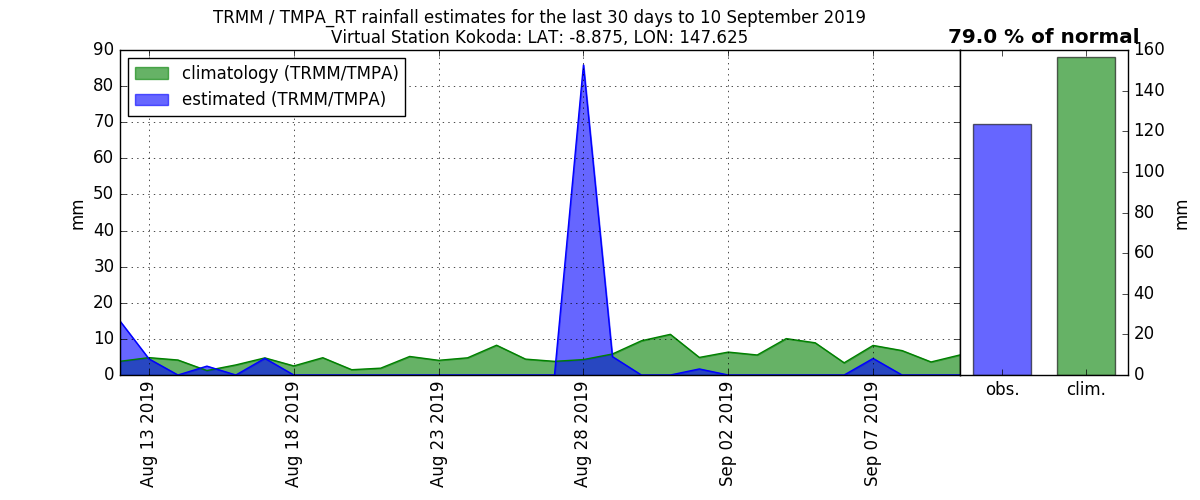 TRMM / TMPA_RT rainfall estimates for the last 30 days to 10 September 2019
Virtual Station Kokoda: LAT: -8.875, LON: 147.625
79.0 % of normal
climatology (TRMM/TMPA)
estimated (TRMM/TMPA)
90
80
70
60
50
40
30
20
10
0
mm
Aug 13 2019
Aug 18 2019
Aug 23 2019
Aug 28 2019
Sep 02 2019
Sep 07 2019
160
140
120
100
80
60
40
20
0
mm
obs.
clim.